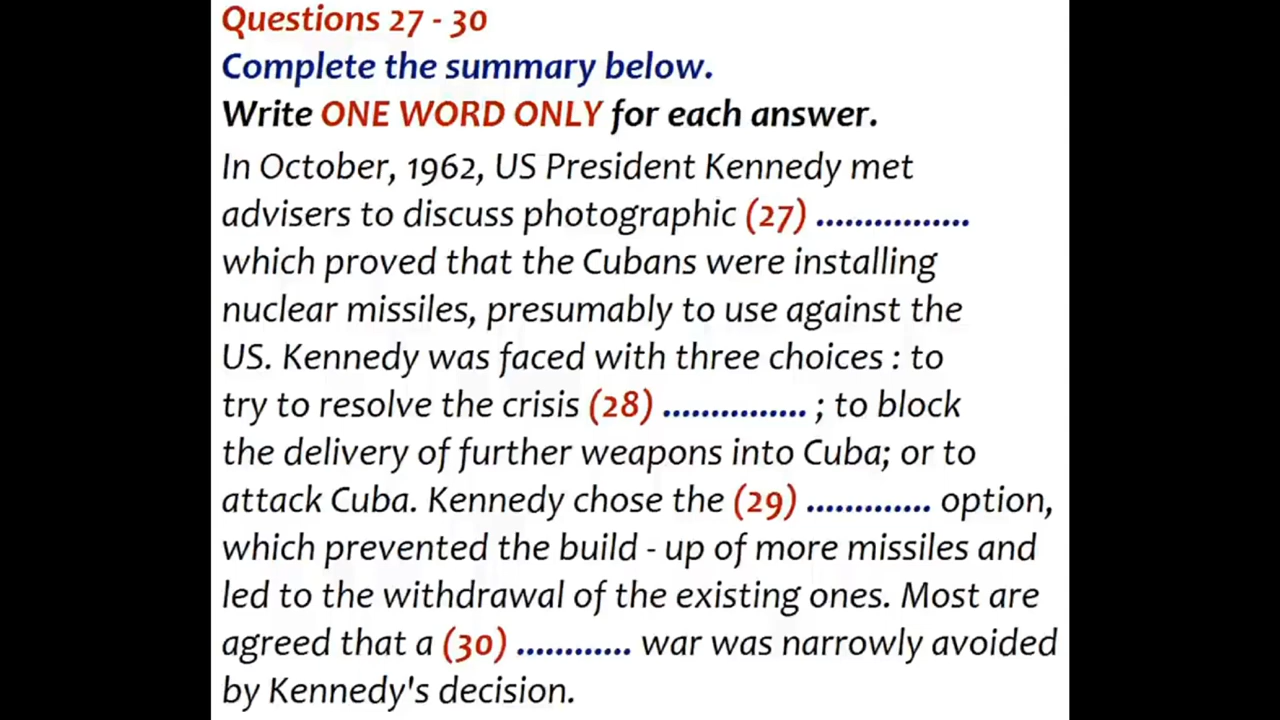 Questions 27 - 30
Complete the summary below.
Write ONE WORD ONLY for each answer.
In October, 1962, US President Kennedy met
advisers to discuss photographic (27) ................
which proved that the Cubans were installing
nuclear missiles, presumably to use against the
US. Kennedy was faced with three choices : to
try to resolve the crisis (28) ............... ; to block
the delivery of further weapons into Cuba; or to
attack Cuba. Kennedy chose the (29) ............. option,
which prevented the build - up of more missiles and
led to the withdrawal of the existing ones. Most are
agreed that a (30) ............ war was narrowly avoided
by Kennedy's decision.